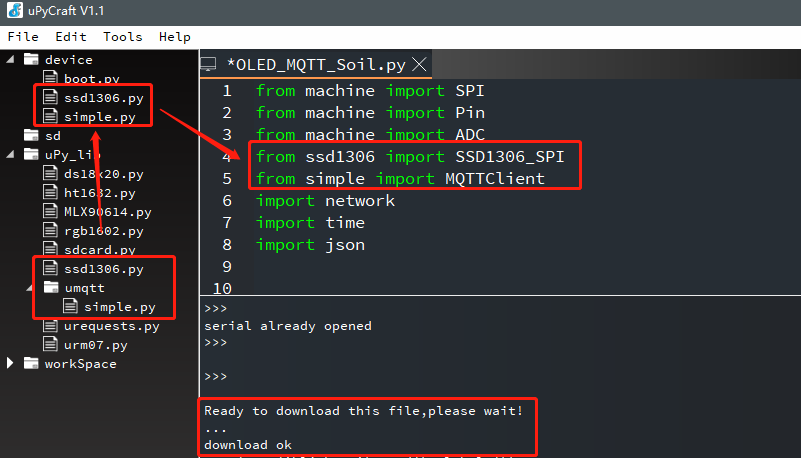 uPyCraft V1.1
File Edit Tools Help
device
boot.py
ssd1306.py
simple.py
sd
uPy_lib
ds18x20.py
ht1632.py
MLX90614.py
rgb1602.py
sdcard.py
ssd1306.py
umqtt
simple.py
urequests.py
urm07.py
workSpace
*OLED_MQTT_Soil.py
1 from machine import SPI
2 from machine import Pin
3 from machine import ADC
4 from ssd1306 import SSD1306_SPI
5 from simple import MQTTClient
6 import network
7 import time
8 import json
9
10
>>>
serial already opened
>>>
>>>
Ready to download this file,please wait!
...
download ok